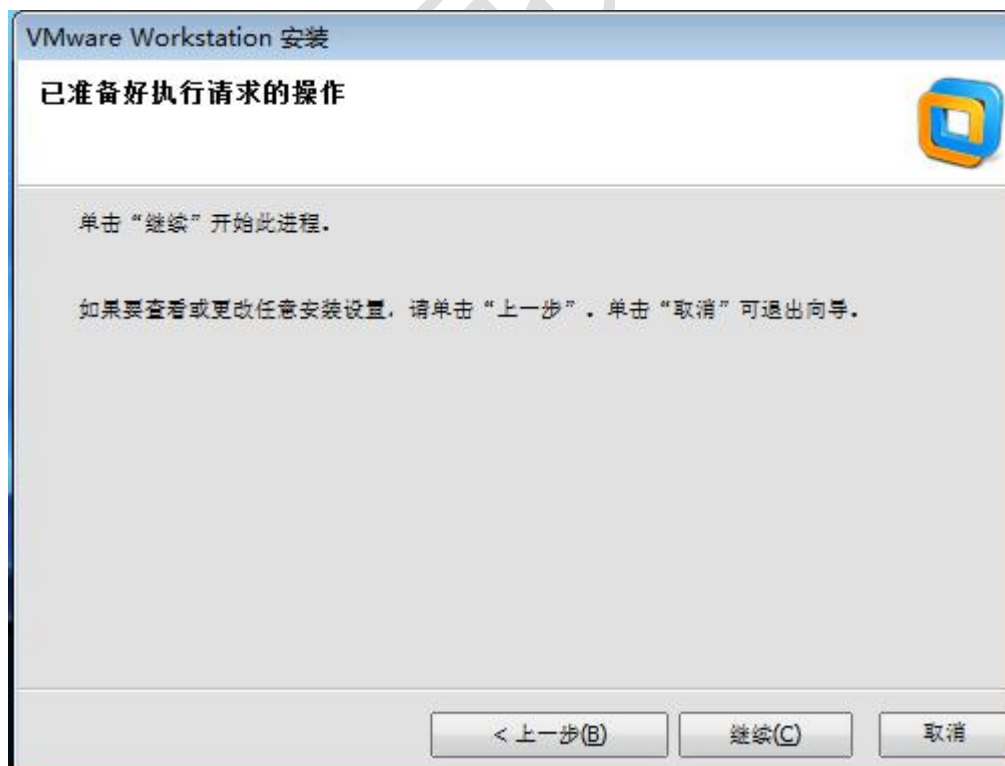 VMware Workstation 安装
已准备好执行请求的操作
单击“继续”开始此进程。
如果要查看或更改任意安装设置，请单击“上一步”。单击“取消”可退出向导。
< 上一步(B)
继续(C)
取消